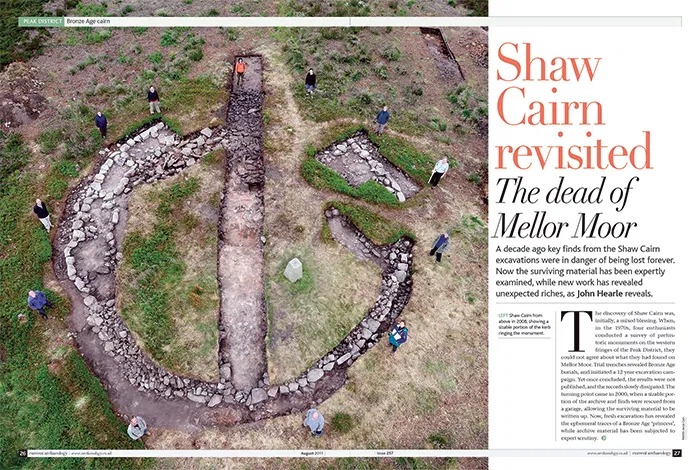 PEAK DISTRICT Bronze Age cairn
Shaw
Cairn
revisited
The dead of
Mellor Moor
A decade ago key finds from the Shaw Cairn
excavations were in danger of being lost forever.
Now the surviving material has been expertly
examined, while new work has revealed
unexpected riches, as John Hearle reveals.
LEFT Shaw Cairn from
above in 2008, showing a
sizable portion of the kerb
ringing the monument.
The discovery of Shaw Cairn was,
initially, a mixed blessing. When,
in the 1970s, four enthusiasts
conducted a survey of prehis-
toric monuments on the western
fringes of the Peak District, they
could not agree about what they had found on
Mellor Moor. Trial trenches revealed Bronze Age
burials, and initiated a 12 year excavation cam-
paign. Yet once concluded, the results were not
published, and the records slowly dissipated. The
turning point came in 2000, when a sizable por-
tion of the archive and finds were rescued from
a garage, allowing the surviving material to be
written up. Now, fresh excavation has revealed
the ephemeral traces of a Bronze Age 'princess',
while archive material has been subjected to
expert scrutiny.
26 current archaeology | www.archaeology.co.uk
August 2011 |
Issue 257
www.archaeology.co.uk | current archaeology 27